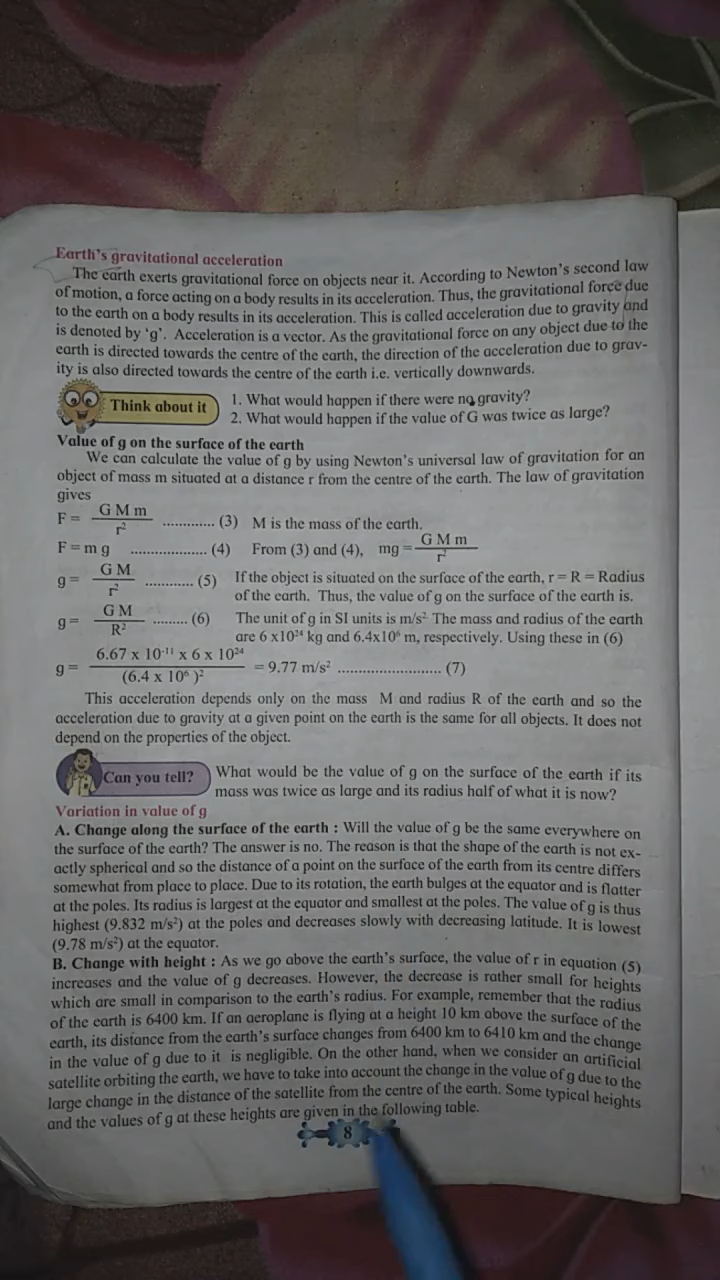 Earth's gravitational acceleration
The earth exerts gravitational force on objects near it. According to Newton's second law
of motion, a force acting on a body results in its acceleration. Thus, the gravitational force due
to the earth on a body results in its acceleration. This is called acceleration due to gravity and
is denoted by 'g'. Acceleration is a vector. As the gravitational force on any object due to the
earth is directed towards the centre of the earth, the direction of the acceleration due to grav-
ity is also directed towards the centre of the earth i.e. vertically downwards.
Think about it
1. What would happen if there were no gravity?
2. What would happen if the value of G was twice as large?
Value of g on the surface of the earth
We can calculate the value of g by using Newton's universal law of gravitation for an
object of mass m situated at a distance r from the centre of the earth. The law of gravitation
gives
F = G M m / r² ............. (3) M is the mass of the earth.
F = m g ................... (4) From (3) and (4), mg = G M m / r²
g = G M / r² ............ (5) If the object is situated on the surface of the earth, r = R = Radius
of the earth. Thus, the value of g on the surface of the earth is.
g = G M / R² ......... (6) The unit of g in SI units is m/s² The mass and radius of the earth
are 6 x10²⁴ kg and 6.4x10⁶ m, respectively. Using these in (6)
g = 6.67 x 10⁻¹¹ x 6 x 10²⁴ / (6.4 x 10⁶ )² = 9.77 m/s² .......................... (7)
This acceleration depends only on the mass M and radius R of the earth and so the
acceleration due to gravity at a given point on the earth is the same for all objects. It does not
depend on the properties of the object.
Can you tell?
What would be the value of g on the surface of the earth if its
mass was twice as large and its radius half of what it is now?
Variation in value of g
A. Change along the surface of the earth : Will the value of g be the same everywhere on
the surface of the earth? The answer is no. The reason is that the shape of the earth is not ex-
actly spherical and so the distance of a point on the surface of the earth from its centre differs
somewhat from place to place. Due to its rotation, the earth bulges at the equator and is flatter
at the poles. Its radius is largest at the equator and smallest at the poles. The value of g is thus
highest (9.832 m/s²) at the poles and decreases slowly with decreasing latitude. It is lowest
(9.78 m/s²) at the equator.
B. Change with height : As we go above the earth's surface, the value of r in equation (5)
increases and the value of g decreases. However, the decrease is rather small for heights
which are small in comparison to the earth's radius. For example, remember that the radius
of the earth is 6400 km. If an aeroplane is flying at a height 10 km above the surface of the
earth, its distance from the earth's surface changes from 6400 km to 6410 km and the change
in the value of g due to it is negligible. On the other hand, when we consider an artificial
satellite orbiting the earth, we have to take into account the change in the value of g due to the
large change in the distance of the satellite from the centre of the earth. Some typical heights
and the values of g at these heights are given in the following table.
8